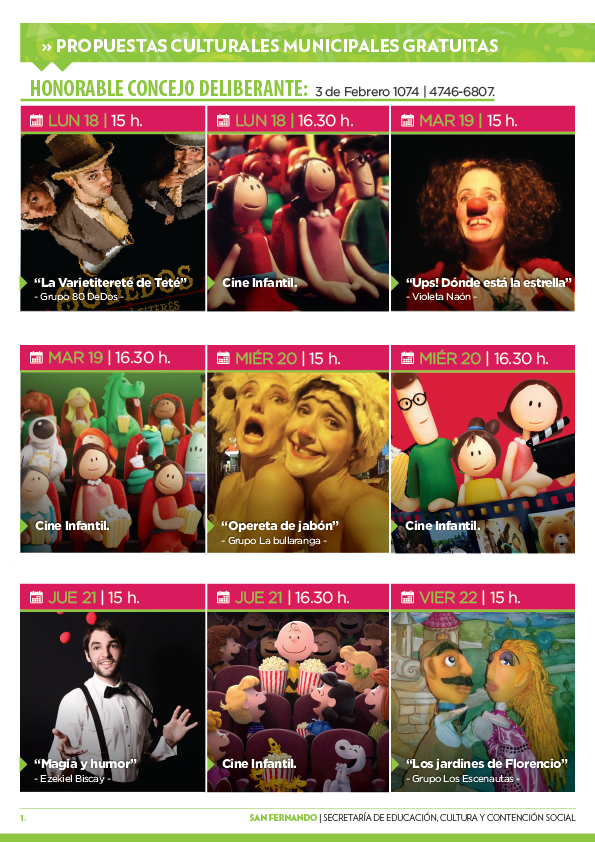 » PROPUESTAS CULTURALES MUNICIPALES GRATUITAS
HONORABLE CONCEJO DELIBERANTE: 3 de Febrero 1074 | 4746-6807.
LUN 18 | 15 h.
“La Varietitereté de Teté”
- Grupo 80 DeDos -
LUN 18 | 16.30 h.
Cine Infantil.
MAR 19 | 15 h.
“Ups! Dónde está la estrella”
- Violeta Naón -
MAR 19 | 16.30 h.
Cine Infantil.
MIÉR 20 | 15 h.
“Opereta de jabón”
- Grupo La bullaranga -
MIÉR 20 | 16.30 h.
Cine Infantil.
JUE 21 | 15 h.
“Magia y humor”
- Ezekiel Biscay -
JUE 21 | 16.30 h.
Cine Infantil.
VIER 22 | 15 h.
“Los jardines de Florencio”
- Grupo Los Escenautas -
1.
SAN FERNANDO | SECRETARÍA DE EDUCACIÓN, CULTURA Y CONTENCIÓN SOCIAL